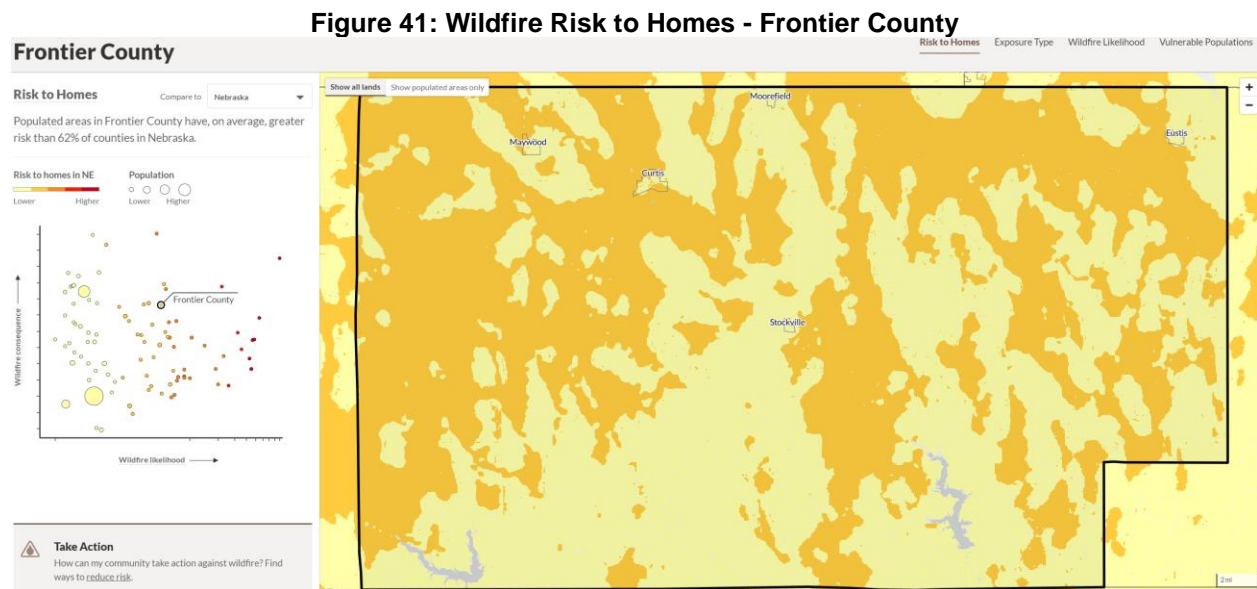 Figure 41: Wildfire Risk to Homes - Frontier County
Frontier County
Risk to Homes Exposure Type Wildfire Likelihood Vulnerable Populations
Risk to Homes Compare to Nebraska
Populated areas in Frontier County have, on average, greater
risk than 62% of counties in Nebraska.
Risk to homes in NE Population
Lower Higher Lower Higher
Frontier County
Wildfire consequence
Wildfire likelihood
Take Action
How can my community take action against wildfire? Find
ways to reduce risk.
Show all lands Show populated areas only
+
−
Moorefield
Maywood
Eustis
Curtis
Stockville
2 mi